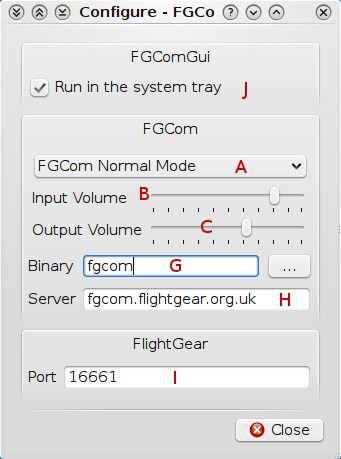 Configure - FGCo
FGComGui
Run in the system tray J
FGCom
FGCom Normal Mode A
Input Volume B
Output Volume C
Binary fgcom G ...
Server fgcom.flightgear.org.uk H
FlightGear
Port 16661 I
Close